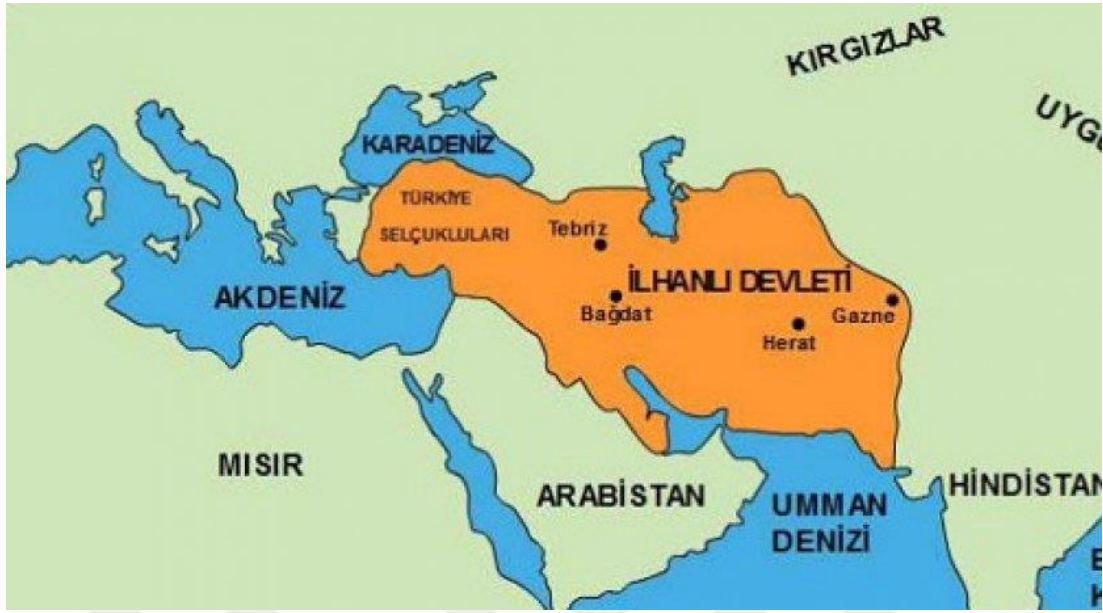 KIRGIZLAR
KARADENİZ
TÜRKİYE
SELÇUKLULARI
Tebriz
İLHANLI DEVLETİ
AKDENİZ
Bağdat
Gazne
Herat
MISIR
ARABİSTAN
UMMAN
DENİZİ
HİNDİSTAN